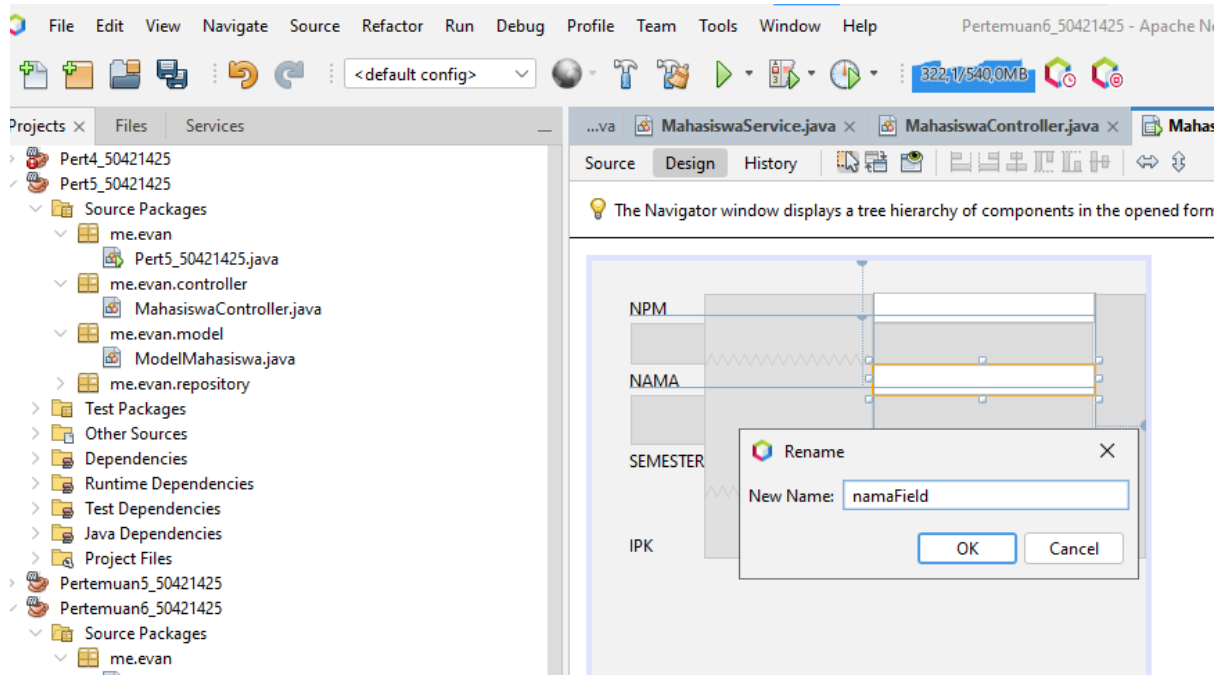 File Edit View Navigate Source Refactor Run Debug Profile Team Tools Window Help Pertemuan6_50421425 - Apache Ne
<default config> 322,1/540,0MB
Projects Files Services
Pert4_50421425
Pert5_50421425
Source Packages
me.evan
Pert5_50421425.java
me.evan.controller
MahasiswaController.java
me.evan.model
ModelMahasiswa.java
me.evan.repository
Test Packages
Other Sources
Dependencies
Runtime Dependencies
Test Dependencies
Java Dependencies
Project Files
Pertemuan5_50421425
Pertemuan6_50421425
Source Packages
me.evan
...va MahasiswaService.java MahasiswaController.java Mahas
Source Design History
The Navigator window displays a tree hierarchy of components in the opened form
NPM
NAMA
SEMESTER
IPK
Rename
New Name: namaField
OK Cancel